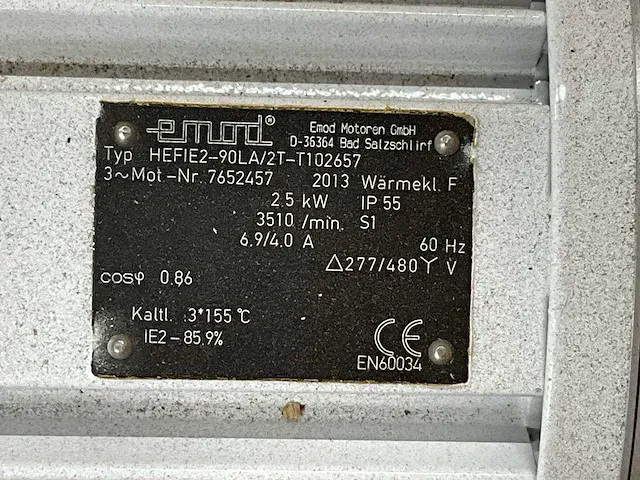 emod®
Emod Motoren GmbH
D-36364 Bad Salzschlirf
Typ HEFIE2-90LA/2T-T102657
3~Mot.-Nr. 7652457 2013 Wärmekl. F
2.5 kW IP 55
3510 /min. S1
6.9/4.0 A 60 Hz
△277/480Y V
cosφ 0.86
Kaltl. 3*155°C
IE2-85,9%
CE
EN60034